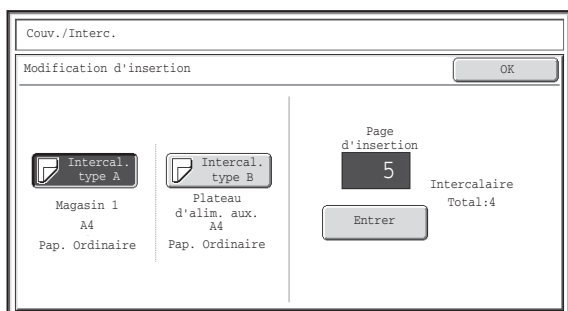 Couv./Interc.
Modification d'insertion
OK
Intercal.
type A
Magasin 1
A4
Pap. Ordinaire
Intercal.
type B
Plateau
d'alim. aux.
A4
Pap. Ordinaire
Page
d'insertion
5
Intercalaire
Total:4
Entrer